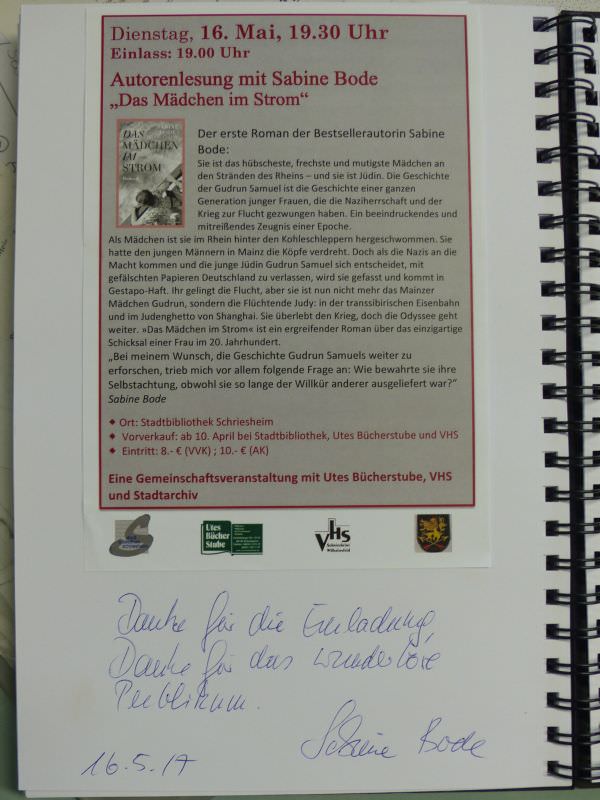 Dienstag, 16. Mai, 19.30 Uhr
Einlass: 19.00 Uhr
Autorenlesung mit Sabine Bode
„Das Mädchen im Strom“
DAS
MÄDCHEN
IM
STROM
Der erste Roman der Bestsellerautorin Sabine
Bode:
Sie ist das hübscheste, frechste und mutigste Mädchen an
den Stränden des Rheins – und sie ist Jüdin. Die Geschichte
der Gudrun Samuel ist die Geschichte einer ganzen
Generation junger Frauen, die die Naziherrschaft und der
Krieg zur Flucht gezwungen haben. Ein beeindruckendes und
mitreißendes Zeugnis einer Epoche.
Als Mädchen ist sie im Rhein hinter den Kohleschleppern hergeschwommen. Sie
hatte den jungen Männern in Mainz die Köpfe verdreht. Doch als die Nazis an die
Macht kommen und die junge Jüdin Gudrun Samuel sich entscheidet, mit
gefälschten Papieren Deutschland zu verlassen, wird sie gefasst und kommt in
Gestapo-Haft. Ihr gelingt die Flucht, aber sie ist nun nicht mehr das Mainzer
Mädchen Gudrun, sondern die Flüchtende Judy: in der transsibirischen Eisenbahn
und im Judenghetto von Shanghai. Sie überlebt den Krieg, doch die Odyssee geht
weiter. »Das Mädchen im Strom« ist ein ergreifender Roman über das einzigartige
Schicksal einer Frau im 20. Jahrhundert.
„Bei meinem Wunsch, die Geschichte Gudrun Samuels weiter zu
erforschen, trieb mich vor allem folgende Frage an: Wie bewahrte sie ihre
Selbstachtung, obwohl sie so lange der Willkür anderer ausgeliefert war?“
Sabine Bode
◆ Ort: Stadtbibliothek Schriesheim
◆ Vorverkauf: ab 10. April bei Stadtbibliothek, Utes Bücherstube und VHS
◆ Eintritt: 8.- € (VVK) ; 10.- € (AK)
Eine Gemeinschaftsveranstaltung mit Utes Bücherstube, VHS
und Stadtarchiv
Utes
Bücher
Stube
VHS
Danke für die Einladung,
Danke für das wunderbare
Publikum.
Sabine Bode
16.5.17